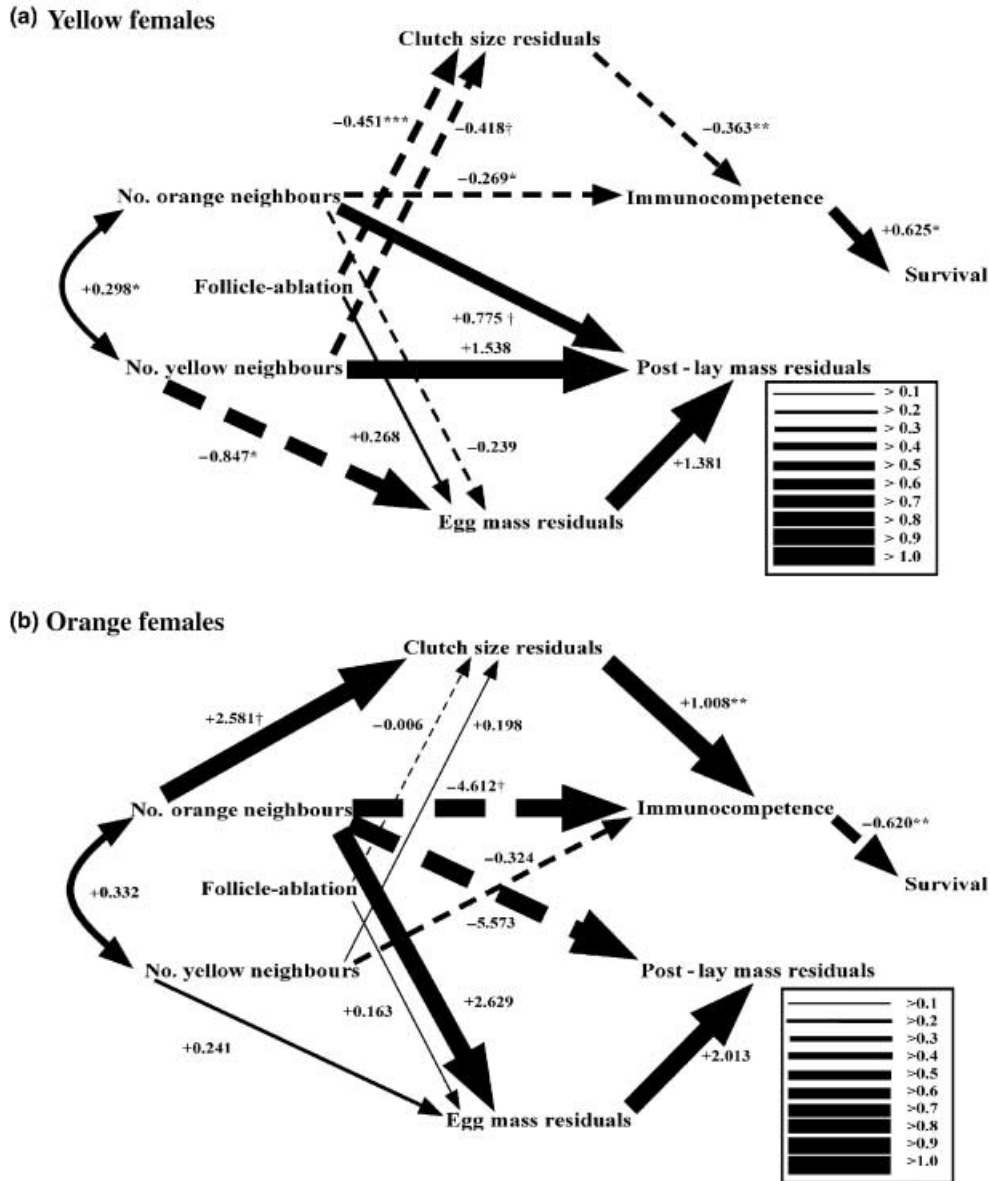 (a) Yellow females
Clutch size residuals
−0.451***
−0.418†
−0.363**
−0.269*
No. orange neighbours
Immunocompetence
+0.625*
Survival
+0.298*
Follicle-ablation
+0.775 †
+1.538
No. yellow neighbours
Post-lay mass residuals
> 0.1
> 0.2
> 0.3
> 0.4
> 0.5
> 0.6
> 0.7
> 0.8
> 0.9
> 1.0
+0.268
−0.239
−0.847*
+1.381
Egg mass residuals
(b) Orange females
Clutch size residuals
+2.581†
−0.006
+0.198
+1.008**
−4.612†
No. orange neighbours
Immunocompetence
−0.620**
−0.324
+0.332
Follicle-ablation
Survival
−5.573
No. yellow neighbours
Post-lay mass residuals
+0.163
+2.629
+0.241
+2.013
>0.1
>0.2
>0.3
>0.4
>0.5
>0.6
>0.7
>0.8
>0.9
>1.0
Egg mass residuals